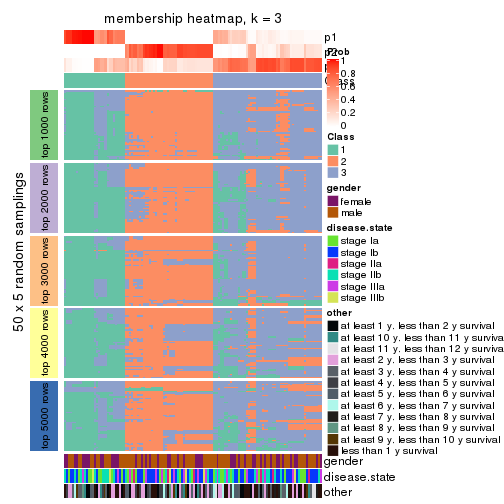 membership heatmap, k = 3
p1
p2
Prob
1
0.8
0.6
0.4
0.2
0
Class
Class
1
2
3
gender
female
male
disease.state
stage Ia
stage Ib
stage IIa
stage IIb
stage IIIa
stage IIIb
other
at least 1 y. less than 2 y survival
at least 10 y. less than 11 y survival
at least 11 y. less than 12 y survival
at least 2 y. less than 3 y survival
at least 3 y. less than 4 y survival
at least 4 y. less than 5 y survival
at least 5 y. less than 6 y survival
at least 6 y. less than 7 y survival
at least 7 y. less than 8 y survival
at least 8 y. less than 9 y survival
at least 9 y. less than 10 y survival
less than 1 y survival
50 x 5 random samplings
top 1000 rows
top 2000 rows
top 3000 rows
top 4000 rows
top 5000 rows
gender
disease.state
other